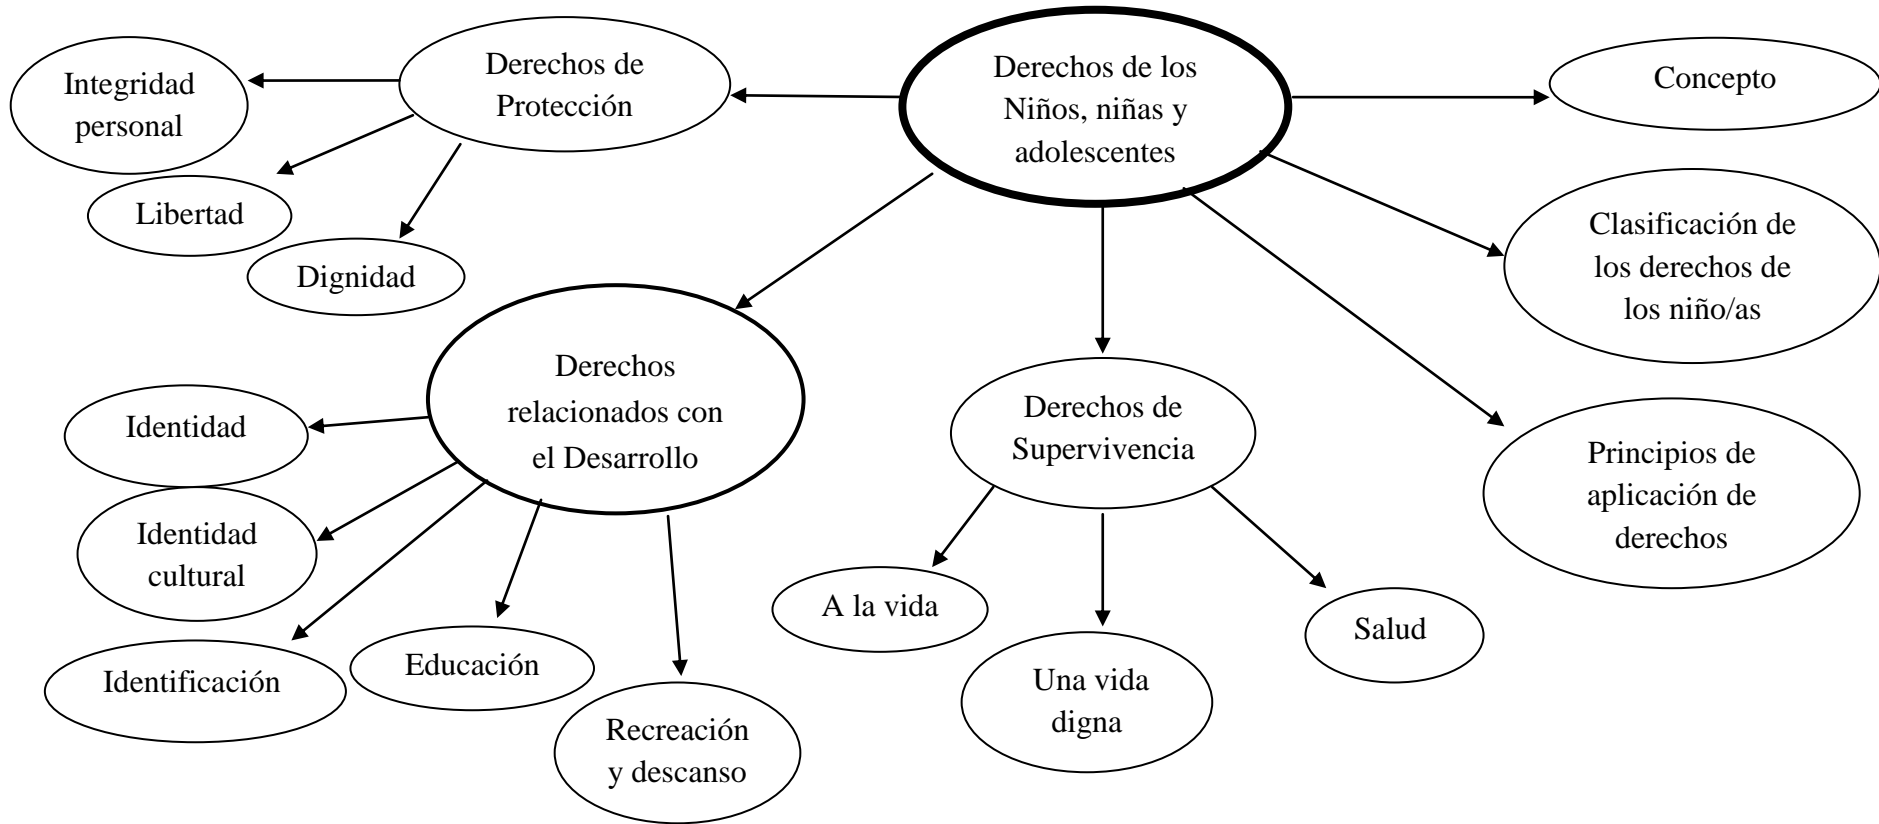 Derechos de los
Niños, niñas y
adolescentes
Derechos de
Protección
Integridad
personal
Libertad
Dignidad
Concepto
Clasificación de
los derechos de
los niño/as
Principios de
aplicación de
derechos
Derechos
relacionados con
el Desarrollo
Identidad
Identidad
cultural
Identificación
Educación
Recreación
y descanso
Derechos de
Supervivencia
A la vida
Una vida
digna
Salud